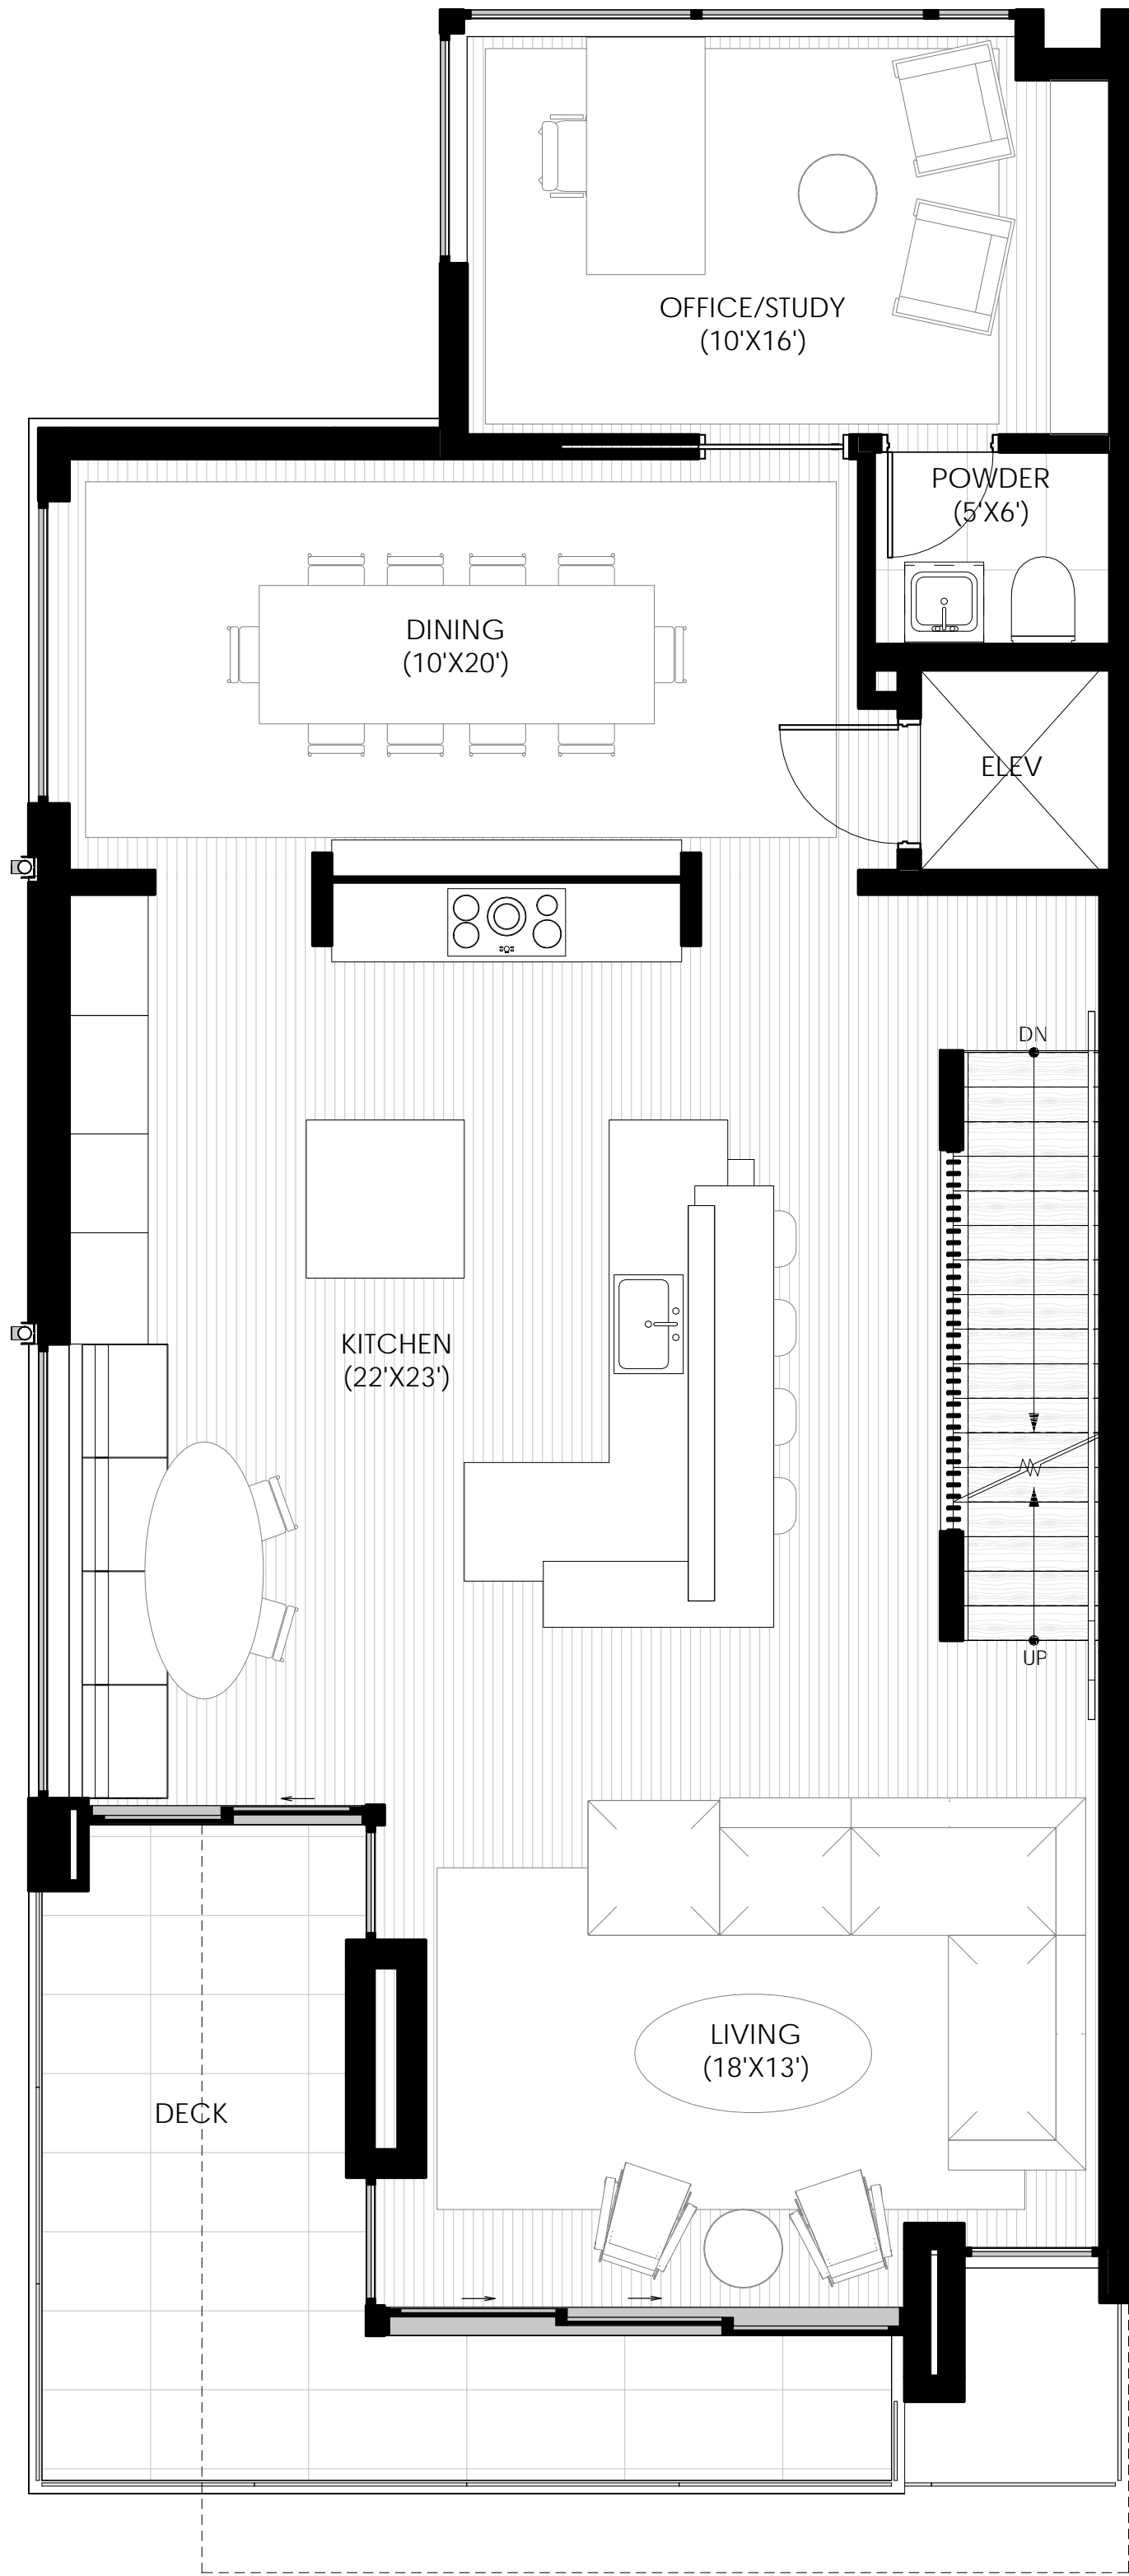 OFFICE/STUDY
(10'X16')
POWDER
(5'X6')
DINING
(10'X20')
ELEV
DN
KITCHEN
(22'X23')
UP
LIVING
(18'X13')
DECK